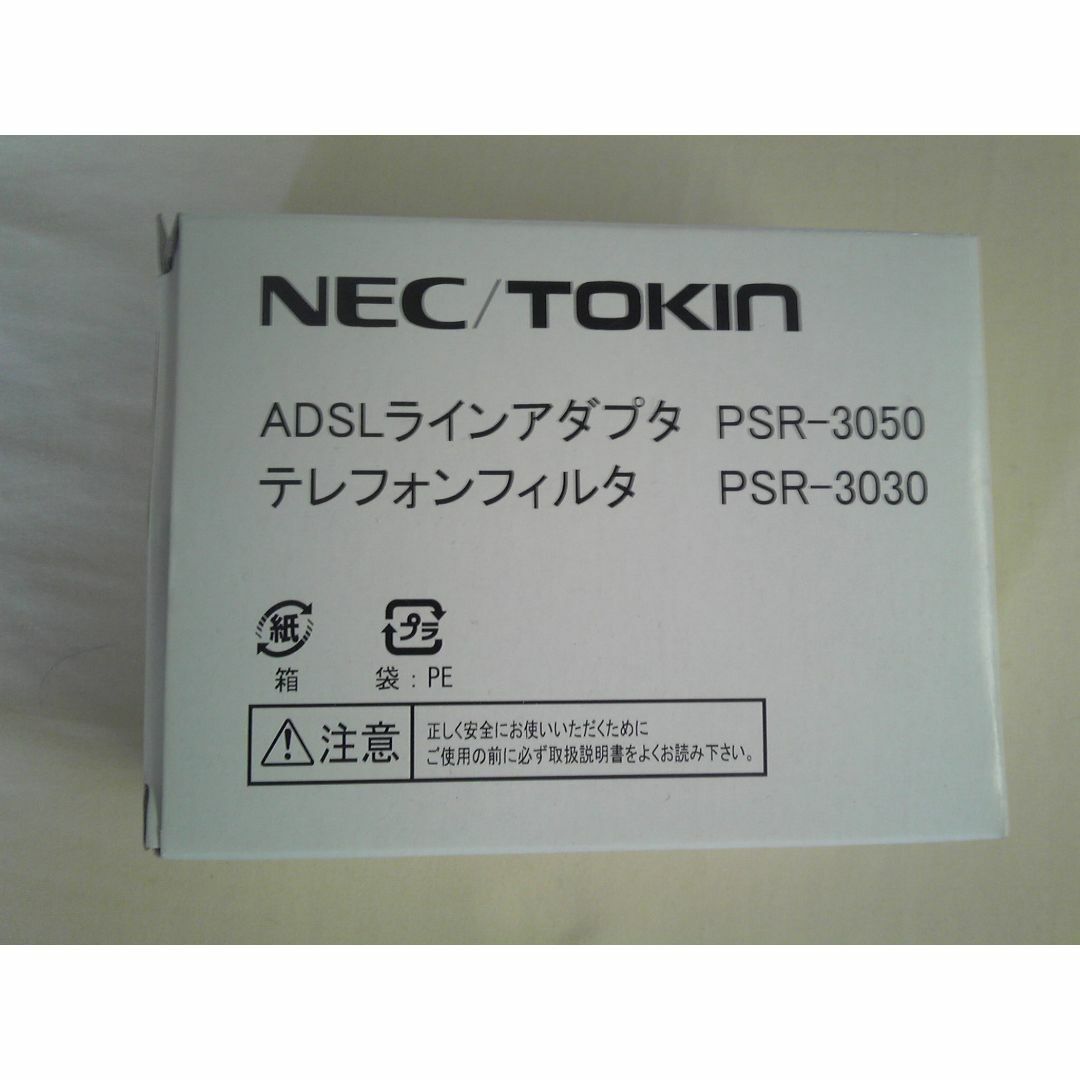 NEC/TOKIN
ADSLラインアダプタ PSR-3050
テレフォンフィルタ PSR-3030
紙 プラ
箱 袋：PE
注意
正しく安全にお使いいただくために
ご使用の前に必ず取扱説明書をよくお読み下さい。